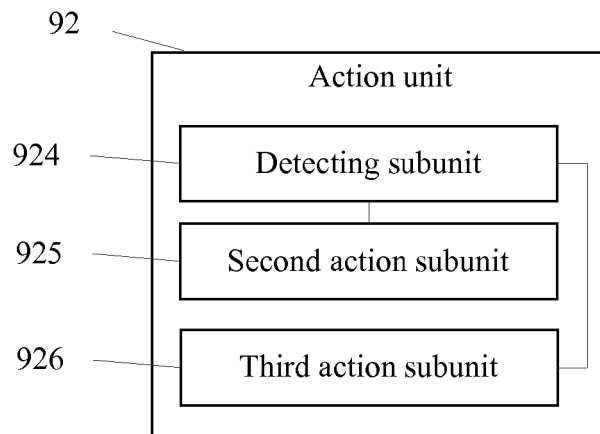 92
Action unit
924
Detecting subunit
925
Second action subunit
926
Third action subunit